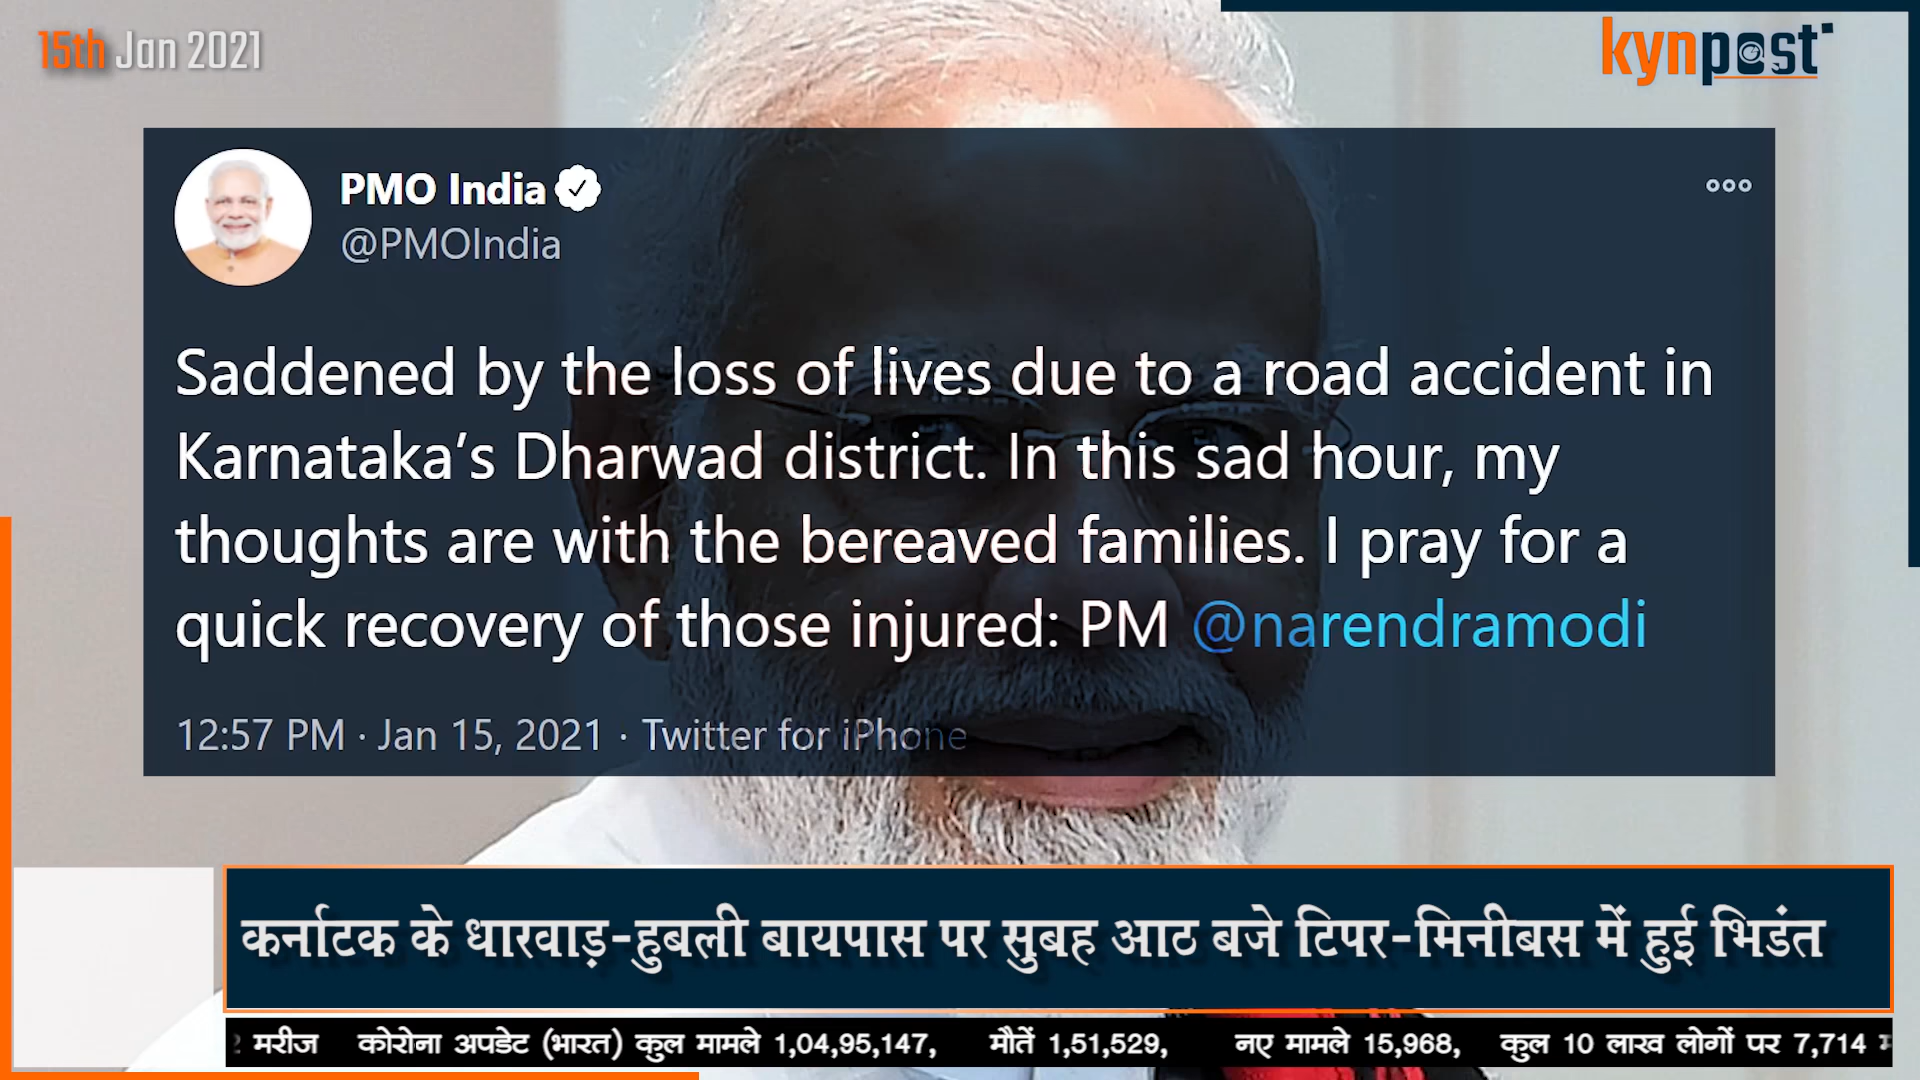 15th Jan 2021
kynpost
PMO India
@PMOIndia
Saddened by the loss of lives due to a road accident in
Karnataka’s Dharwad district. In this sad hour, my
thoughts are with the bereaved families. I pray for a
quick recovery of those injured: PM @narendramodi
12:57 PM · Jan 15, 2021 · Twitter for iPhone
कर्नाटक के धारवाड़-हुबली बायपास पर सुबह आठ बजे टिपर-मिनीबस में हुई भिडंत
मरीज कोरोना अपडेट (भारत) कुल मामले 1,04,95,147, मौतें 1,51,529, नए मामले 15,968, कुल 10 लाख लोगों पर 7,714